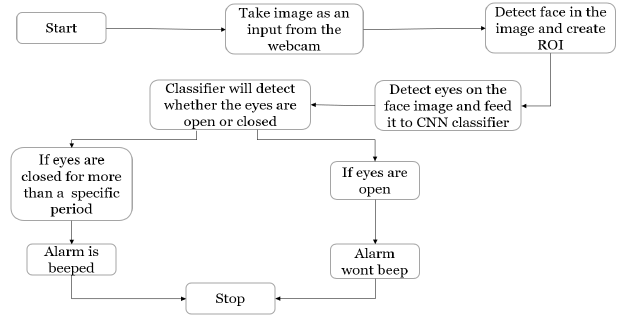 Start
Take image as an
input from the
webcam
Detect face in the
image and create
ROI
Classifier will detect
whether the eyes are
open or closed
Detect eyes on the
face image and feed
it to CNN classifier
If eyes are
closed for more
than a specific
period
If eyes are
open
Alarm is
beeped
Alarm
wont beep
Stop